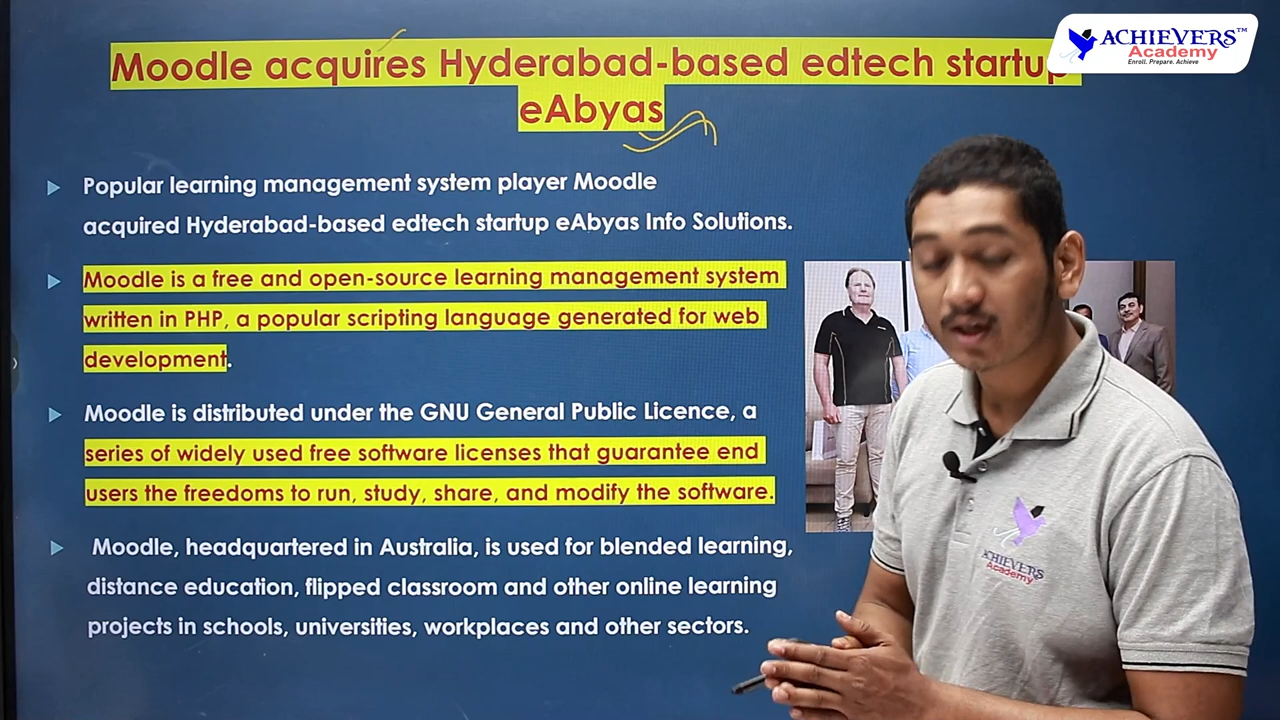 ACHIEVERS™
Academy
Enroll. Prepare. Achieve
Moodle acquires Hyderabad-based edtech startup
eAbyas
Popular learning management system player Moodle
acquired Hyderabad-based edtech startup eAbyas Info Solutions.
Moodle is a free and open-source learning management system
written in PHP, a popular scripting language generated for web
development.
Moodle is distributed under the GNU General Public Licence, a
series of widely used free software licenses that guarantee end
users the freedoms to run, study, share, and modify the software.
Moodle, headquartered in Australia, is used for blended learning,
distance education, flipped classroom and other online learning
projects in schools, universities, workplaces and other sectors.
ACHIEVERS
Academy